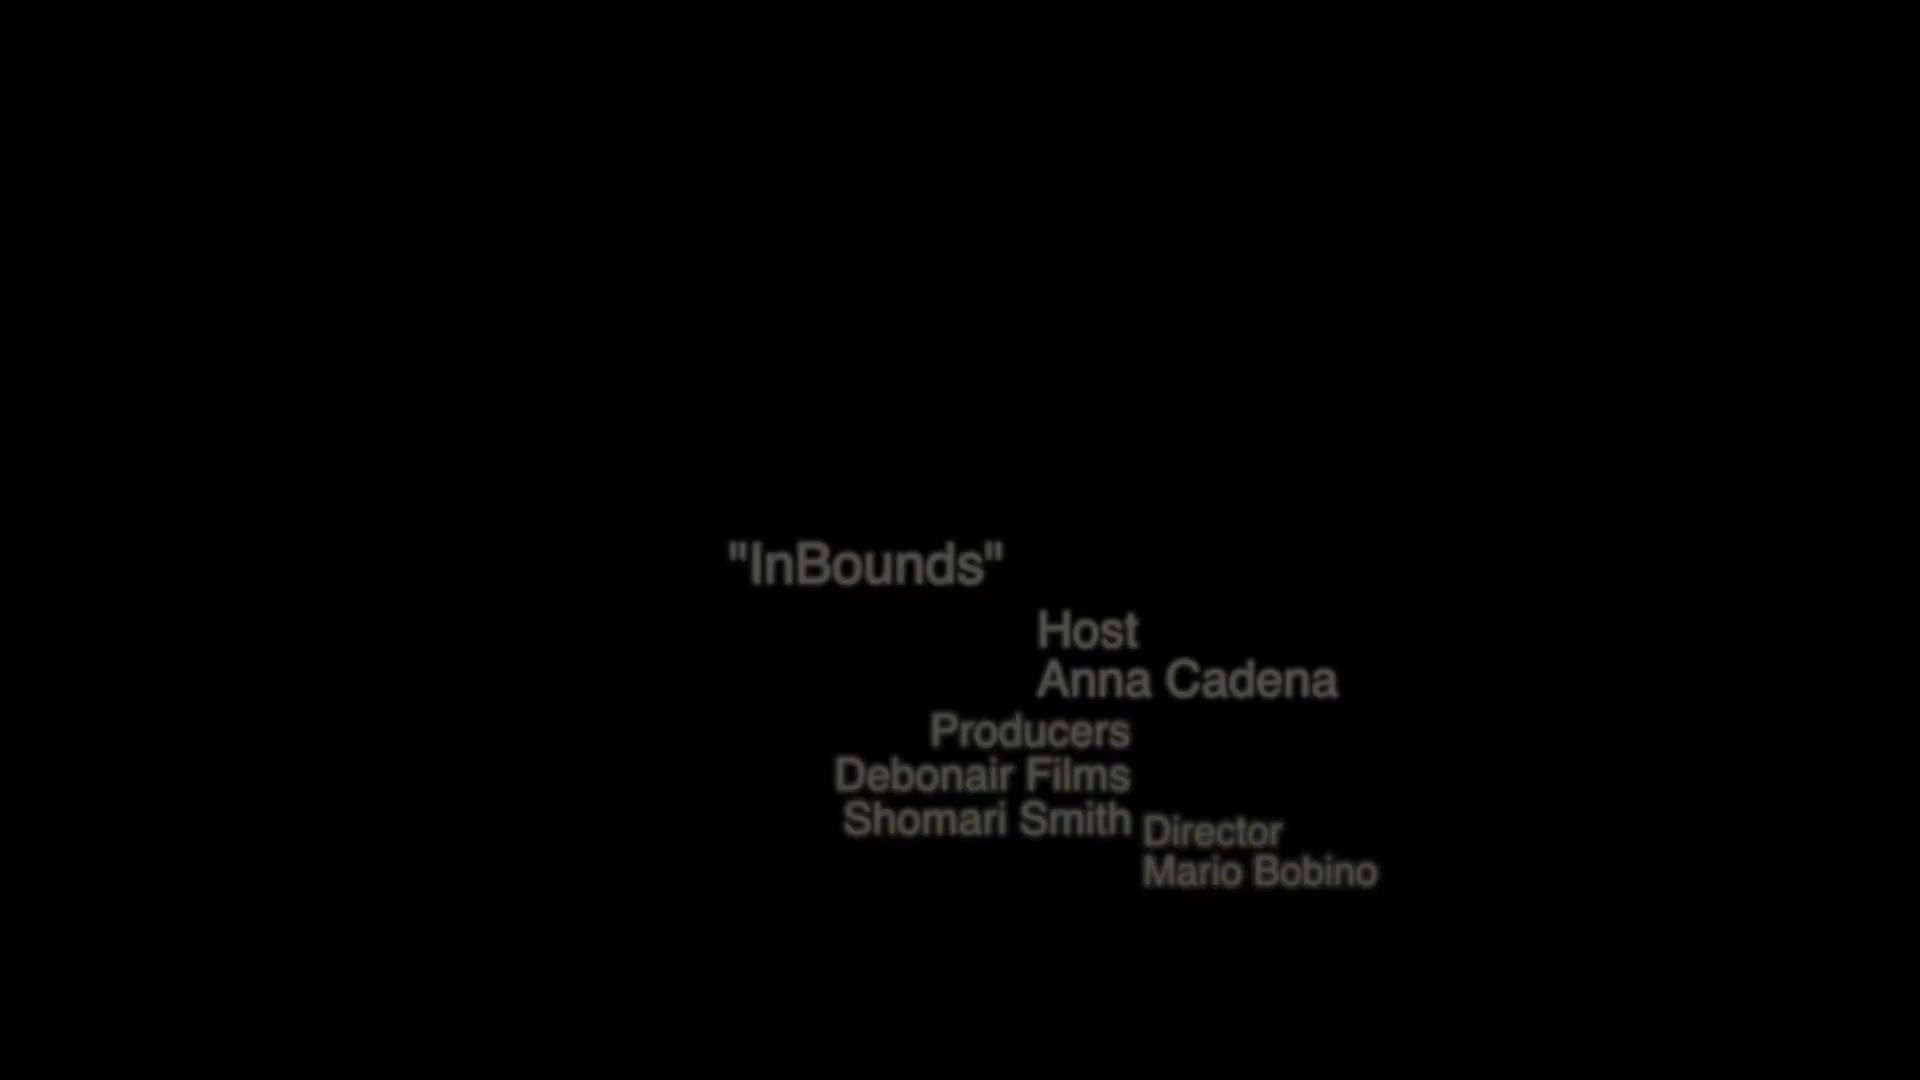 "InBounds"
Host
Anna Cadena
Producers
Debonair Films
Shomari Smith
Director
Mario Bobino